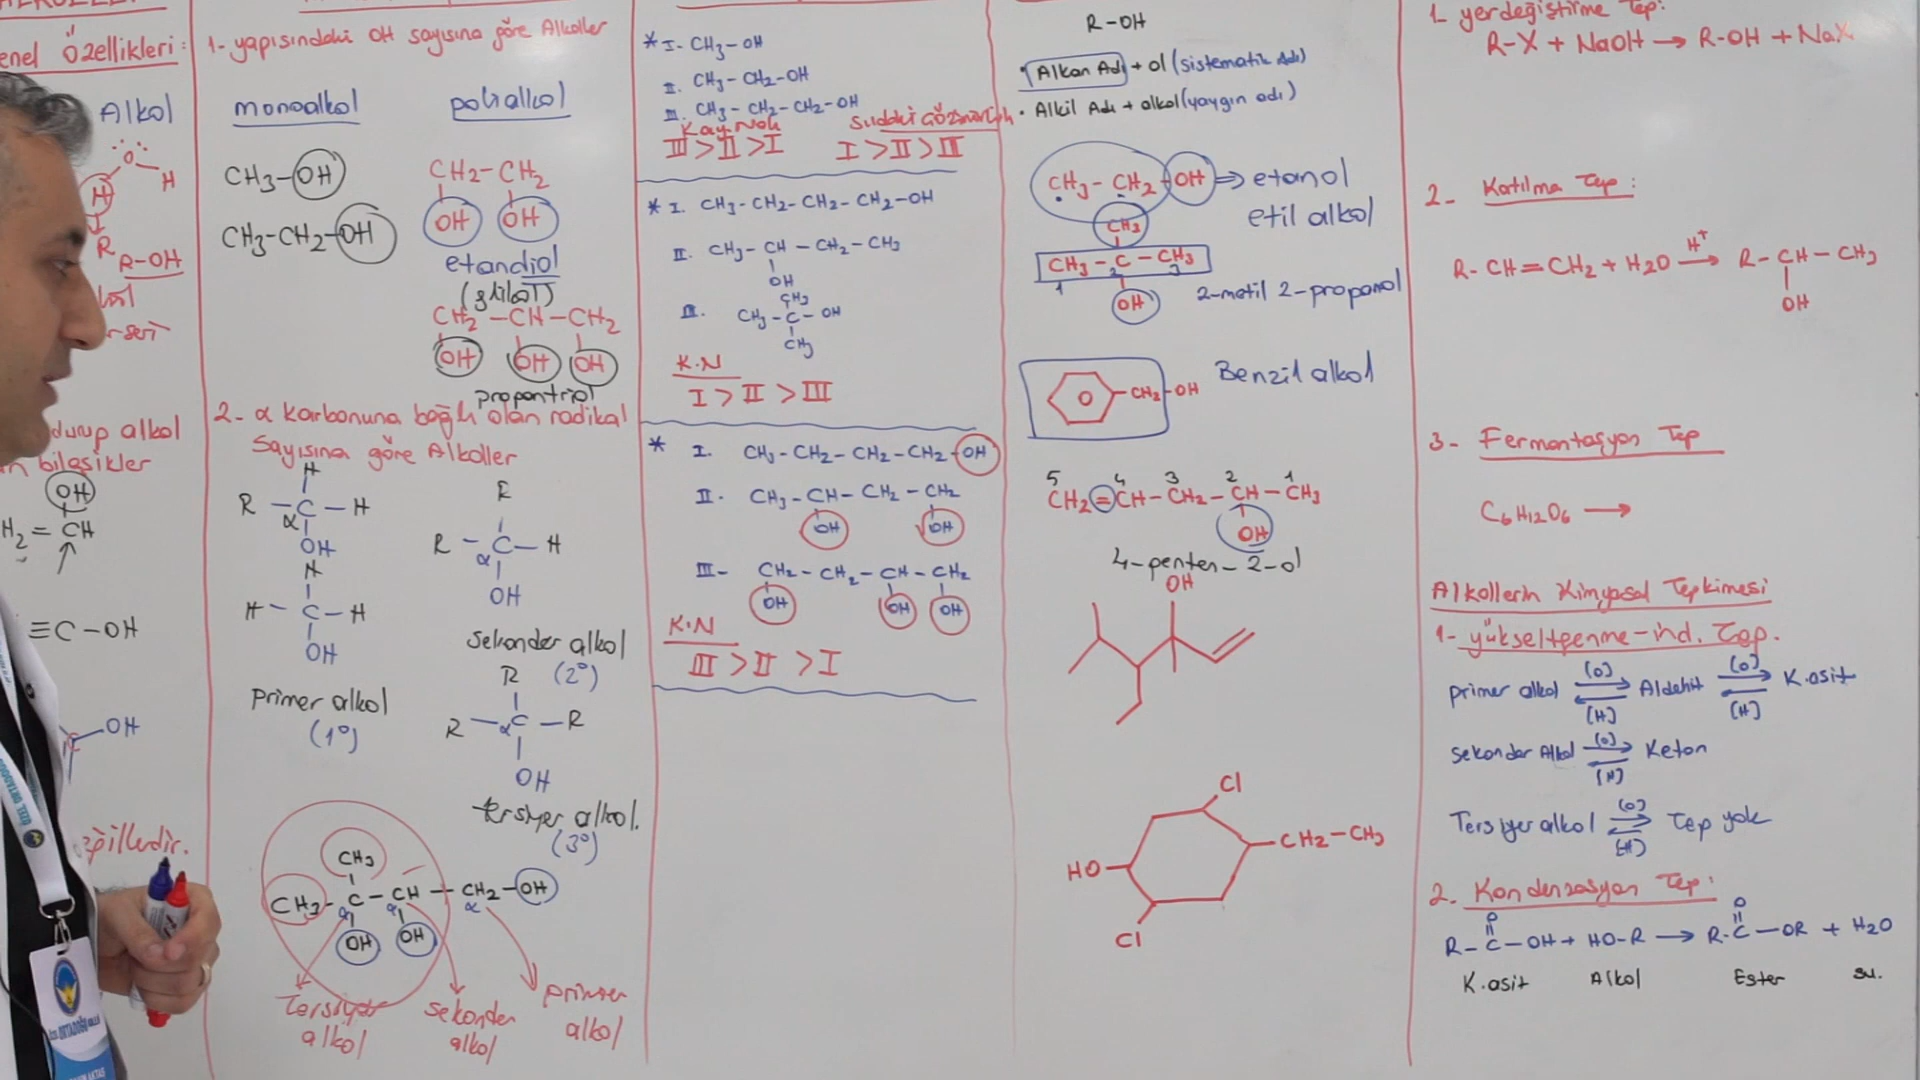 enel özellikleri:
Alkol
O
H
H
R
R-OH
durup alkol
bileşikler
OH
H2 = CH
≡C-OH
OH
1- yapısındaki OH sayısına göre Alkoller
monoalkol
polialkol
CH3-OH
CH3-CH2-OH
CH2-CH2
OH OH
etandiol
(glikol)
CH2-CH-CH2
OH OH OH
propantriol
2- α karbonuna bağlı olan radikal
sayısına göre Alkoller
H
R - C - H
α
OH
H
H - C - H
OH
primer alkol
(1°)
R
R - C - H
α
OH
sekonder alkol
(2°)
R
R - C - R
α
OH
tersiyer alkol.
(3°)
CH3
CH3 - C - CH - CH2 - OH
α α α
OH OH
tersiyer alkol
sekonder alkol
primer alkol
* I- CH3-OH
II. CH3-CH2-OH
III. CH3-CH2-CH2-OH
Kay. Nok
III > II > I
Sudaki çözünürlük
I > II > III
* I. CH3-CH2-CH2-CH2-OH
II. CH3-CH-CH2-CH3
OH
CH3
III. CH3-C-OH
CH3
K.N
I > II > III
* I. CH3-CH2-CH2-CH2-OH
II. CH3-CH-CH2-CH2
OH OH
III- CH2-CH2-CH-CH2
OH OH OH
K.N
III > II > I
R-OH
• Alkan Adı + ol (sistematik Adı)
• Alkil Adı + alkol (yaygın adı)
CH3-CH2-OH ⇒ etanol
etil alkol
CH3
CH3-C-CH3
1 2 3
OH
2-metil 2-propanol
CH2-OH
Benzil alkol
5 4 3 2 1
CH2=CH-CH2-CH-CH3
OH
4-penten-2-ol
OH
Cl
CH2-CH3
HO
Cl
1- yerdeğiştirme Tep:
R-X + NaOH → R-OH + NaX
2- Katılma Tep:
R-CH=CH2 + H2O →H+ R-CH-CH3
OH
3- Fermantasyon Tep
C6H12O6 →
Alkollerin Kimyasal Tepkimesi
1- yükseltgenme-ind. Tep.
primer alkol [O] ⇌ [H] Aldehit [O] ⇌ [H] K.asit
sekonder Alkol [O] ⇌ [H] Keton
Tersiyer alkol [O] ⇌ [H] Tep yok
2. Kondenzasyon Tep:
O O
R-C-OH + HO-R → R-C-OR + H2O
K.asit Alkol Ester su.